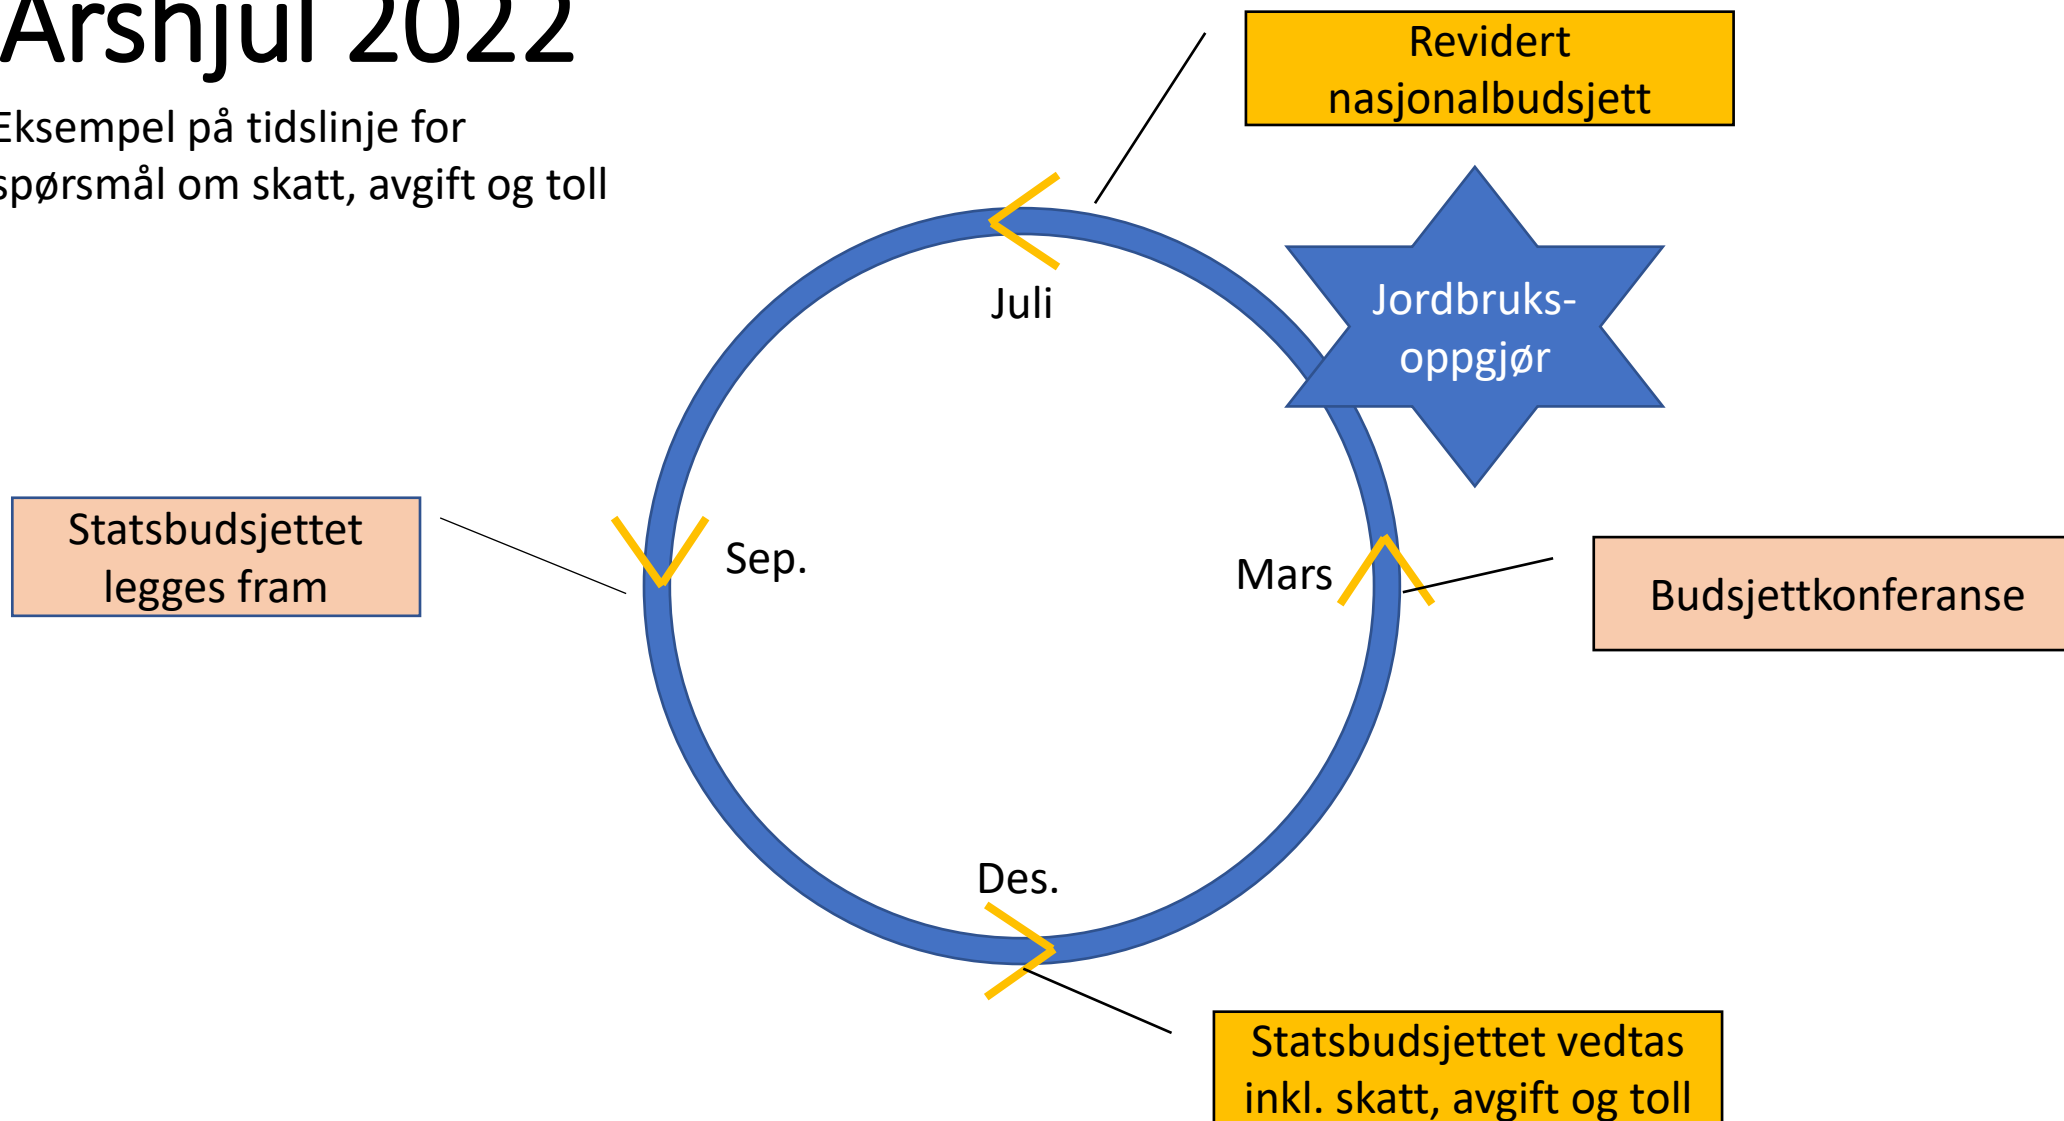 Årshjul 2022
Eksempel på tidslinje for
spørsmål om skatt, avgift og toll
Revidert
nasjonalbudsjett
Jordbruks-
oppgjør
Juli
Statsbudsjettet
legges fram
Sep.
Mars
Budsjettkonferanse
Des.
Statsbudsjettet vedtas
inkl. skatt, avgift og toll